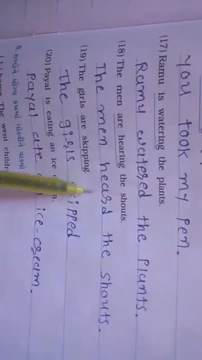 You took my pen.
(17) Ramu is watering the plants.
Ramu watered the plants.
(18) The men are hearing the shouts.
The men heard the shouts.
(19) The girls are skipping.
The girls skipped
(20) Payal is eating an ice
Payal ate ice-cream.